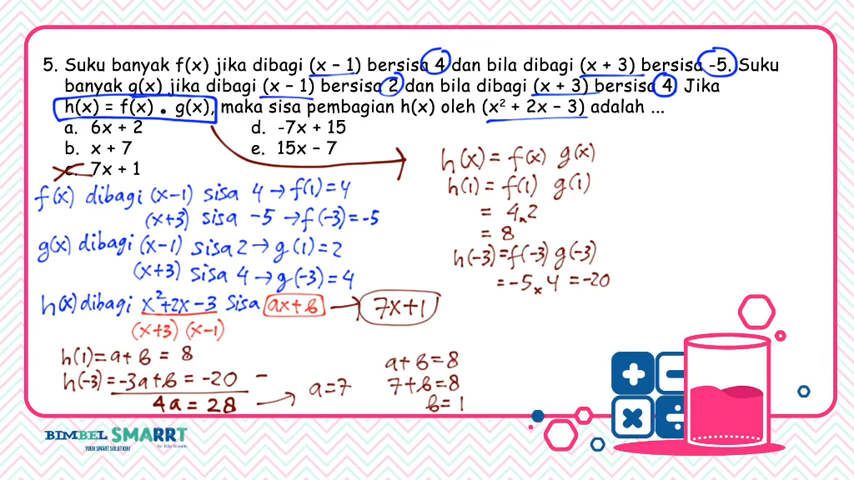 5. Suku banyak f(x) jika dibagi (x – 1) bersisa 4 dan bila dibagi (x + 3) bersisa -5. Suku
banyak g(x) jika dibagi (x – 1) bersisa 2 dan bila dibagi (x + 3) bersisa 4 Jika
h(x) = f(x) . g(x), maka sisa pembagian h(x) oleh (x² + 2x – 3) adalah ...
a. 6x + 2
d. -7x + 15
b. x + 7
e. 15x – 7
7x + 1
f(x) dibagi (x-1) sisa 4 → f(1) = 4
(x+3) sisa -5 → f(-3) = -5
g(x) dibagi (x-1) sisa 2 → g(1) = 2
(x+3) sisa 4 → g(-3) = 4
h(x) dibagi x²+2x-3 sisa ax+b → 7x+1
(x+3) (x-1)
h(1) = a+b = 8
h(-3) = -3a+b = -20 –
4a = 28 → a=7
a+b=8
7+b=8
b=1
h(x) = f(x) g(x)
h(1) = f(1) g(1)
= 4 x 2
= 8
h(-3) = f(-3) g(-3)
= -5 x 4 = -20
BIMBEL SMARRT
YOUR SMART SOLUTION!